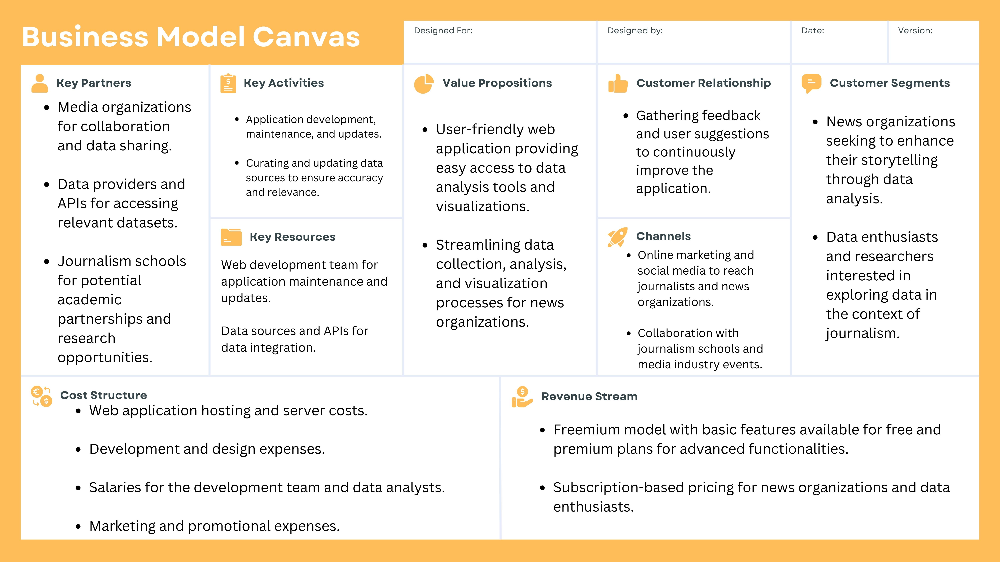 Business Model Canvas
Designed For:
Designed by:
Date:
Version:
Key Partners
• Media organizations
for collaboration
and data sharing.
• Data providers and
APIs for accessing
relevant datasets.
• Journalism schools
for potential
academic
partnerships and
research
opportunities.
Key Activities
• Application development,
maintenance, and updates.
• Curating and updating data
sources to ensure accuracy
and relevance.
Key Resources
Web development team for
application maintenance and
updates.
Data sources and APIs for
data integration.
Value Propositions
• User-friendly web
application providing
easy access to data
analysis tools and
visualizations.
• Streamlining data
collection, analysis,
and visualization
processes for news
organizations.
Customer Relationship
• Gathering feedback
and user suggestions
to continuously
improve the
application.
Channels
• Online marketing and
social media to reach
journalists and news
organizations.
• Collaboration with
journalism schools and
media industry events.
Customer Segments
• News organizations
seeking to enhance
their storytelling
through data
analysis.
• Data enthusiasts
and researchers
interested in
exploring data in
the context of
journalism.
Cost Structure
• Web application hosting and server costs.
• Development and design expenses.
• Salaries for the development team and data analysts.
• Marketing and promotional expenses.
Revenue Stream
• Freemium model with basic features available for free and
premium plans for advanced functionalities.
• Subscription-based pricing for news organizations and data
enthusiasts.